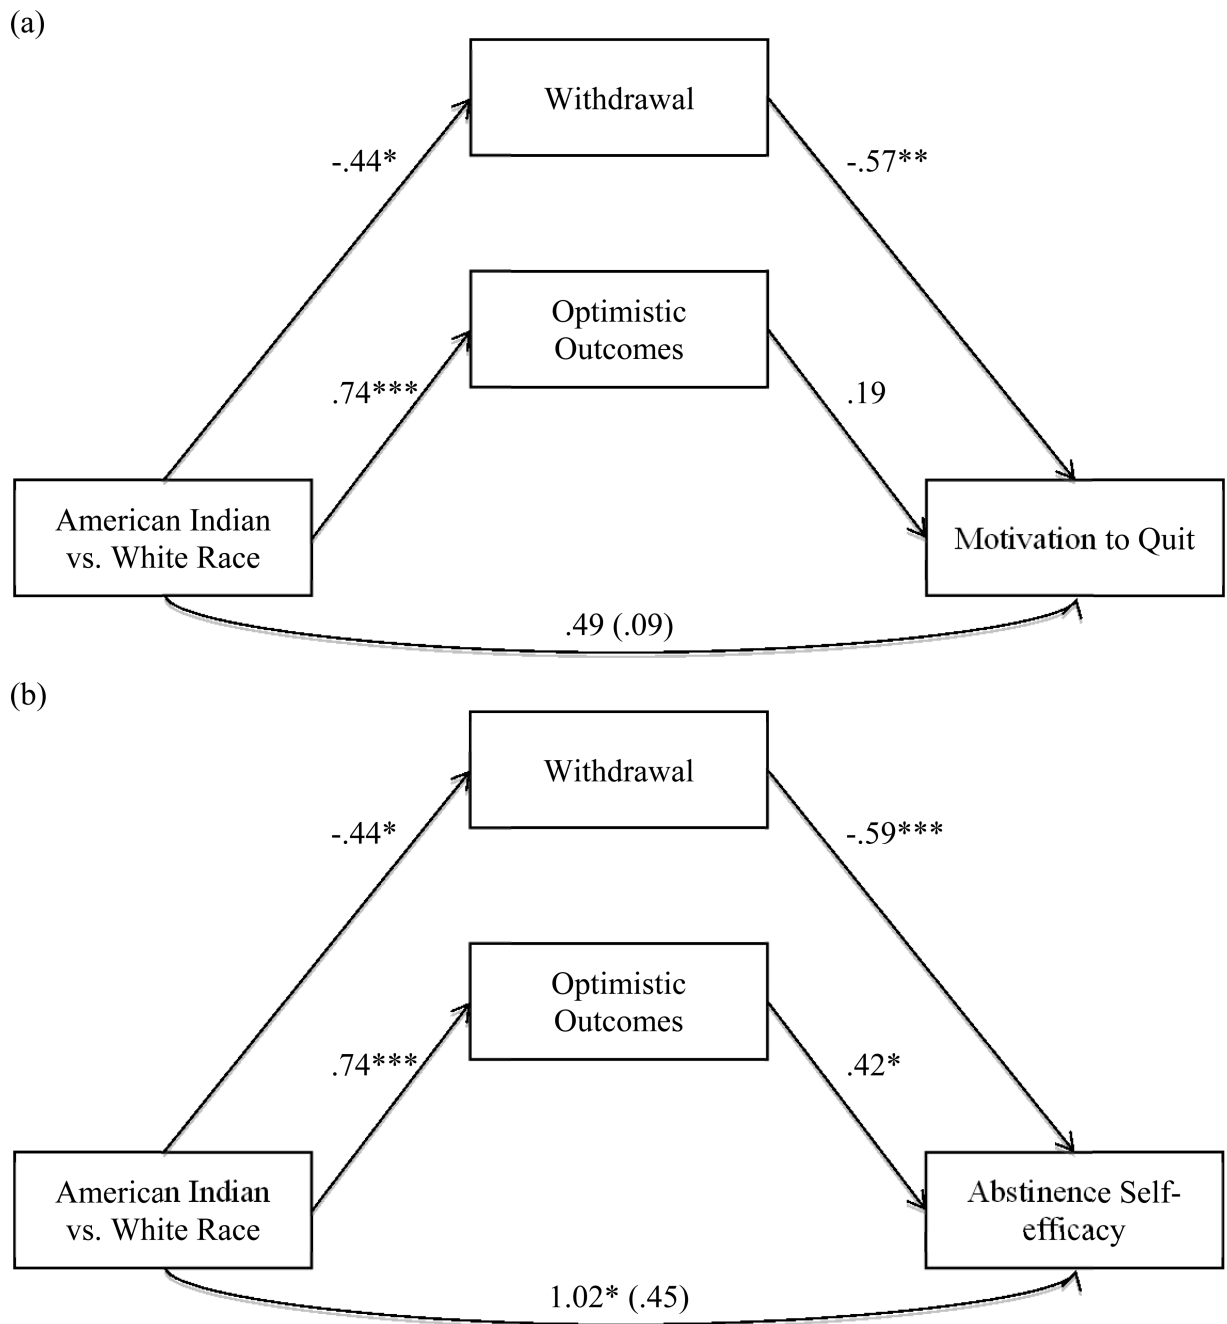 (a)
Withdrawal
-.44*
-.57**
Optimistic
Outcomes
.74***
.19
American Indian
vs. White Race
Motivation to Quit
.49 (.09)
(b)
Withdrawal
-.44*
-.59***
Optimistic
Outcomes
.74***
.42*
American Indian
vs. White Race
Abstinence Self-
efficacy
1.02* (.45)